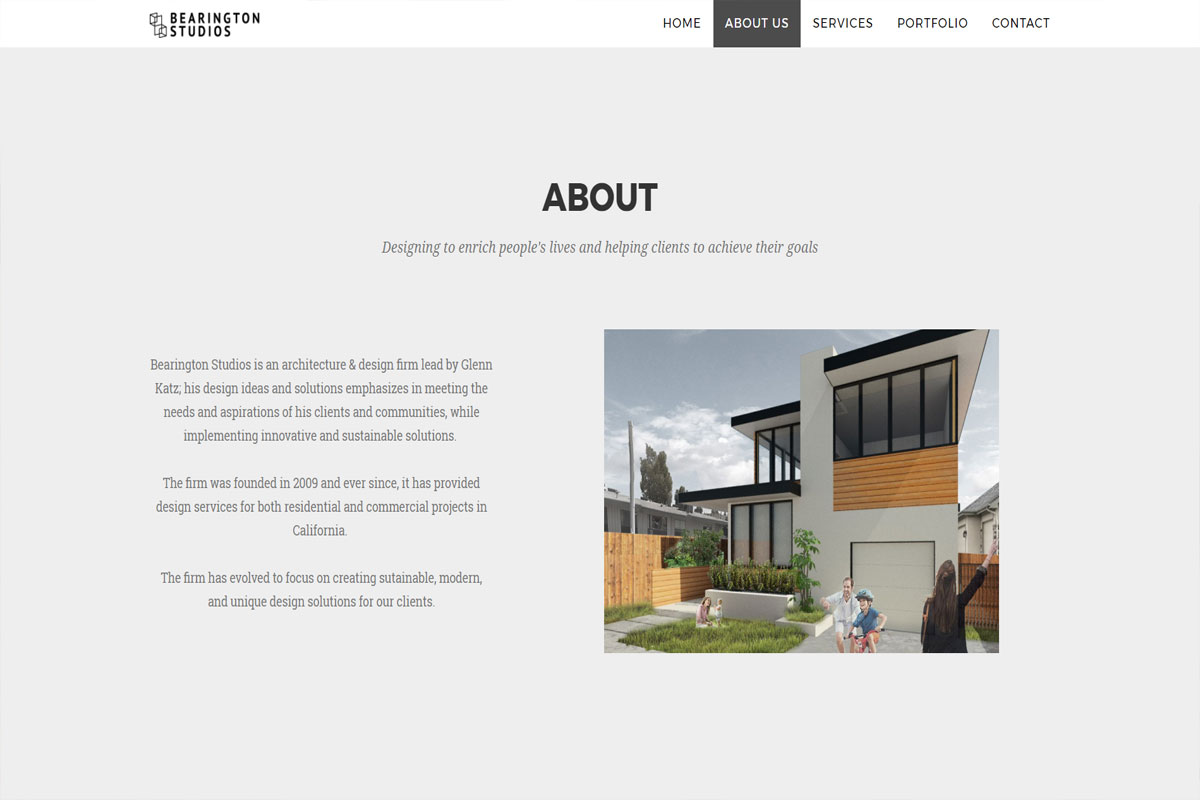 BEARINGTON
STUDIOS
HOME ABOUT US SERVICES PORTFOLIO CONTACT
ABOUT
Designing to enrich people's lives and helping clients to achieve their goals
Bearington Studios is an architecture & design firm lead by Glenn
Katz; his design ideas and solutions emphasizes in meeting the
needs and aspirations of his clients and communities, while
implementing innovative and sustainable solutions.
The firm was founded in 2009 and ever since, it has provided
design services for both residential and commercial projects in
California.
The firm has evolved to focus on creating sutainable, modern,
and unique design solutions for our clients.